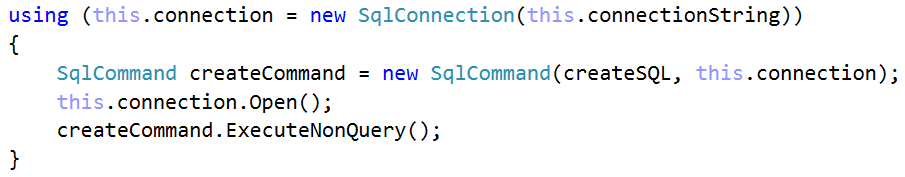 using (this.connection = new SqlConnection(this.connectionString))
{
    SqlCommand createCommand = new SqlCommand(createSQL, this.connection);
    this.connection.Open();
    createCommand.ExecuteNonQuery();
}